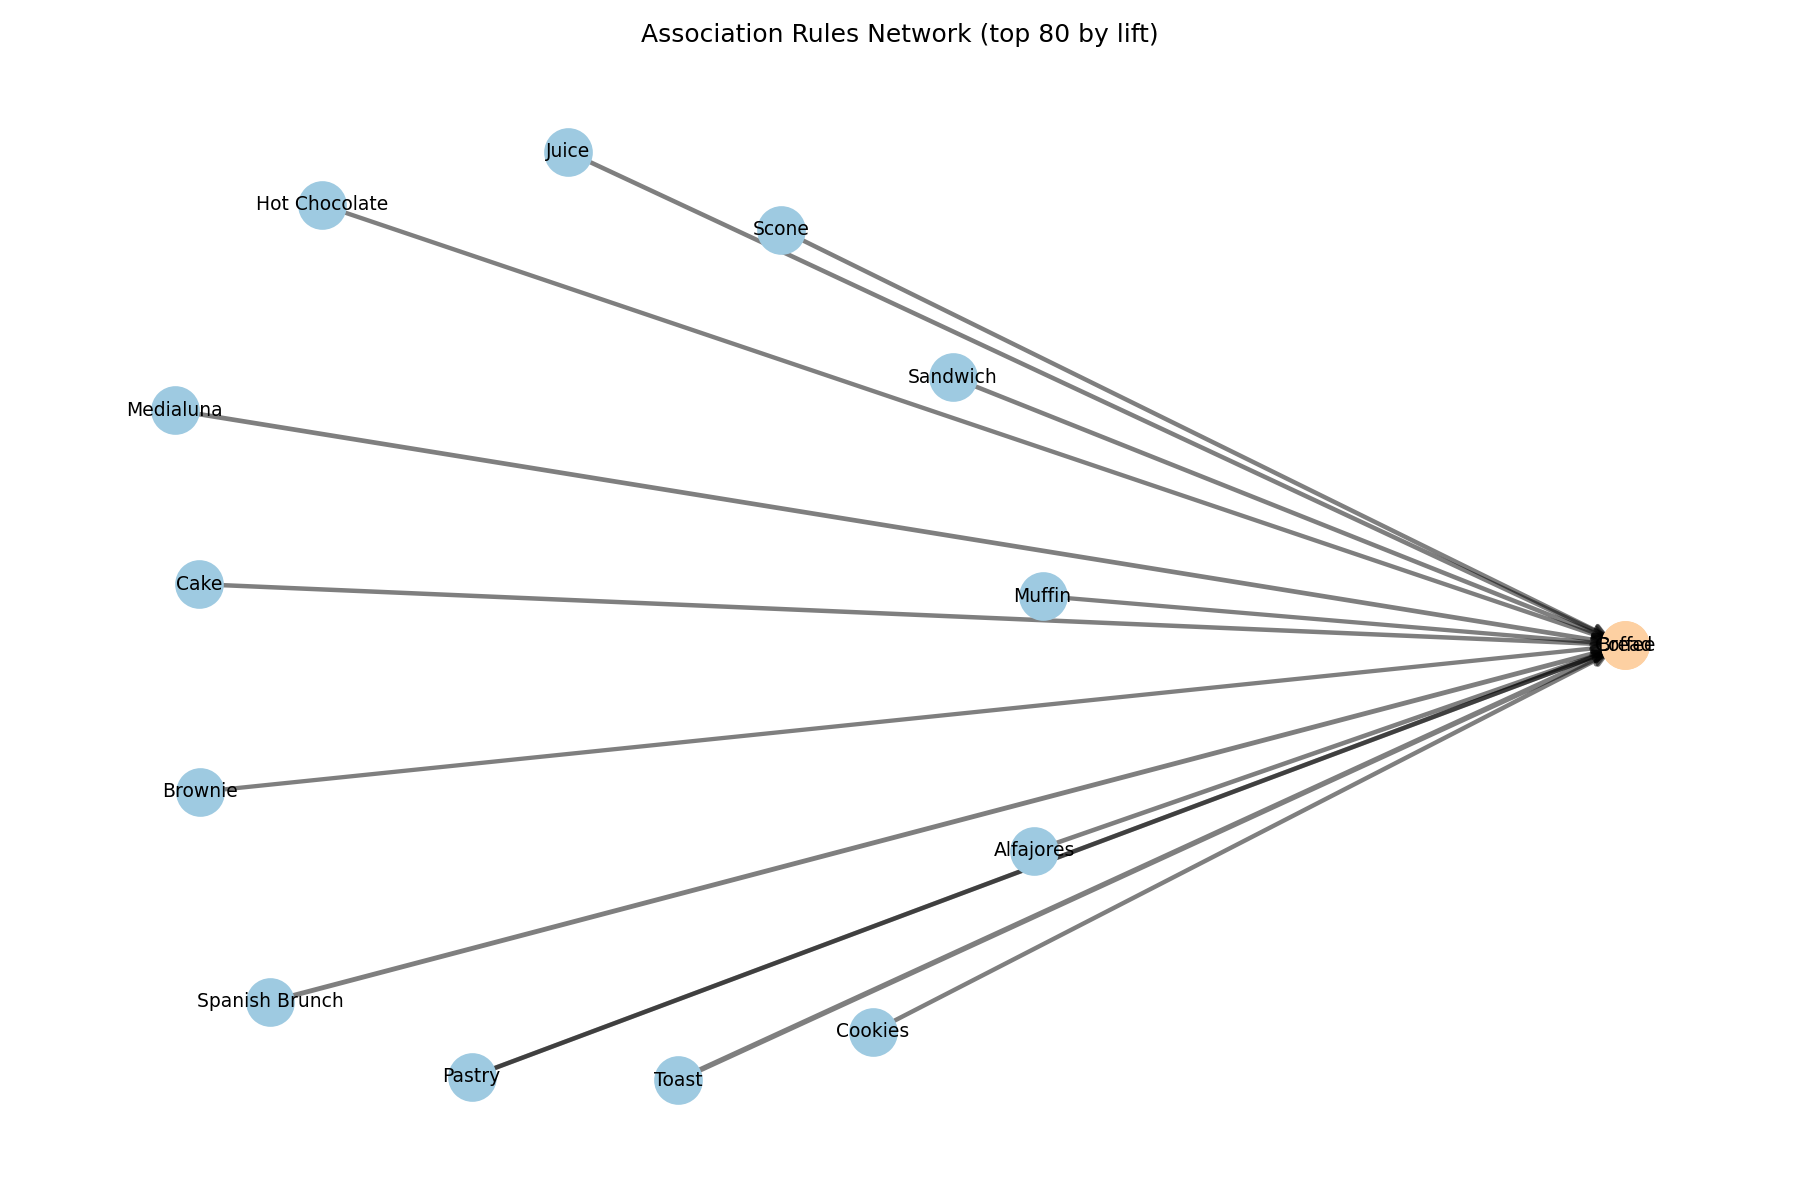 Association Rules Network (top 80 by lift)
Juice
Hot Chocolate
Scone
Sandwich
Medialuna
Cake
Muffin
Bread
Coffee
Brownie
Alfajores
Spanish Brunch
Cookies
Pastry
Toast